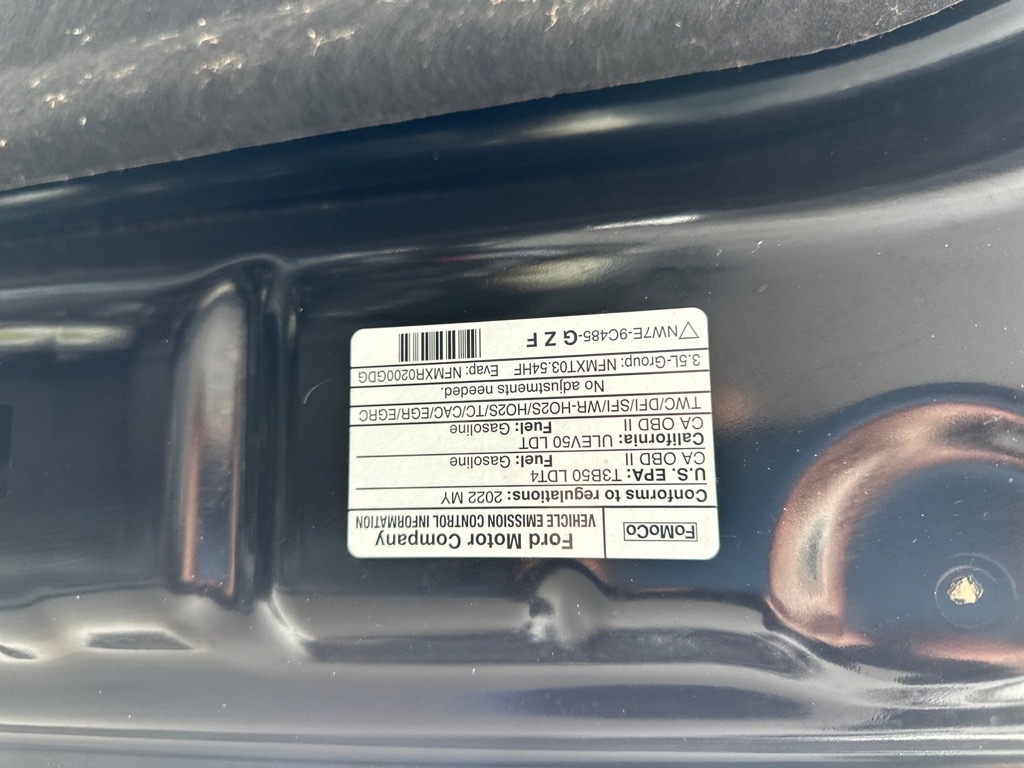 FoMoCo
Ford Motor Company
VEHICLE EMISSION CONTROL INFORMATION
Conforms to regulations: 2022 MY
U.S. EPA: T3B50 LDT4
CA OBD II Fuel: Gasoline
California: ULEV50 LDT
CA OBD II Fuel: Gasoline
TWC/DFI/SFI/WR-HO2S/HO2S/TC/CAC/EGR/EGRC
No adjustments needed.
3.5L-Group: NFMXT03.54HF Evap: NFMXR0200GDG
NW7E-9C485-G Z F